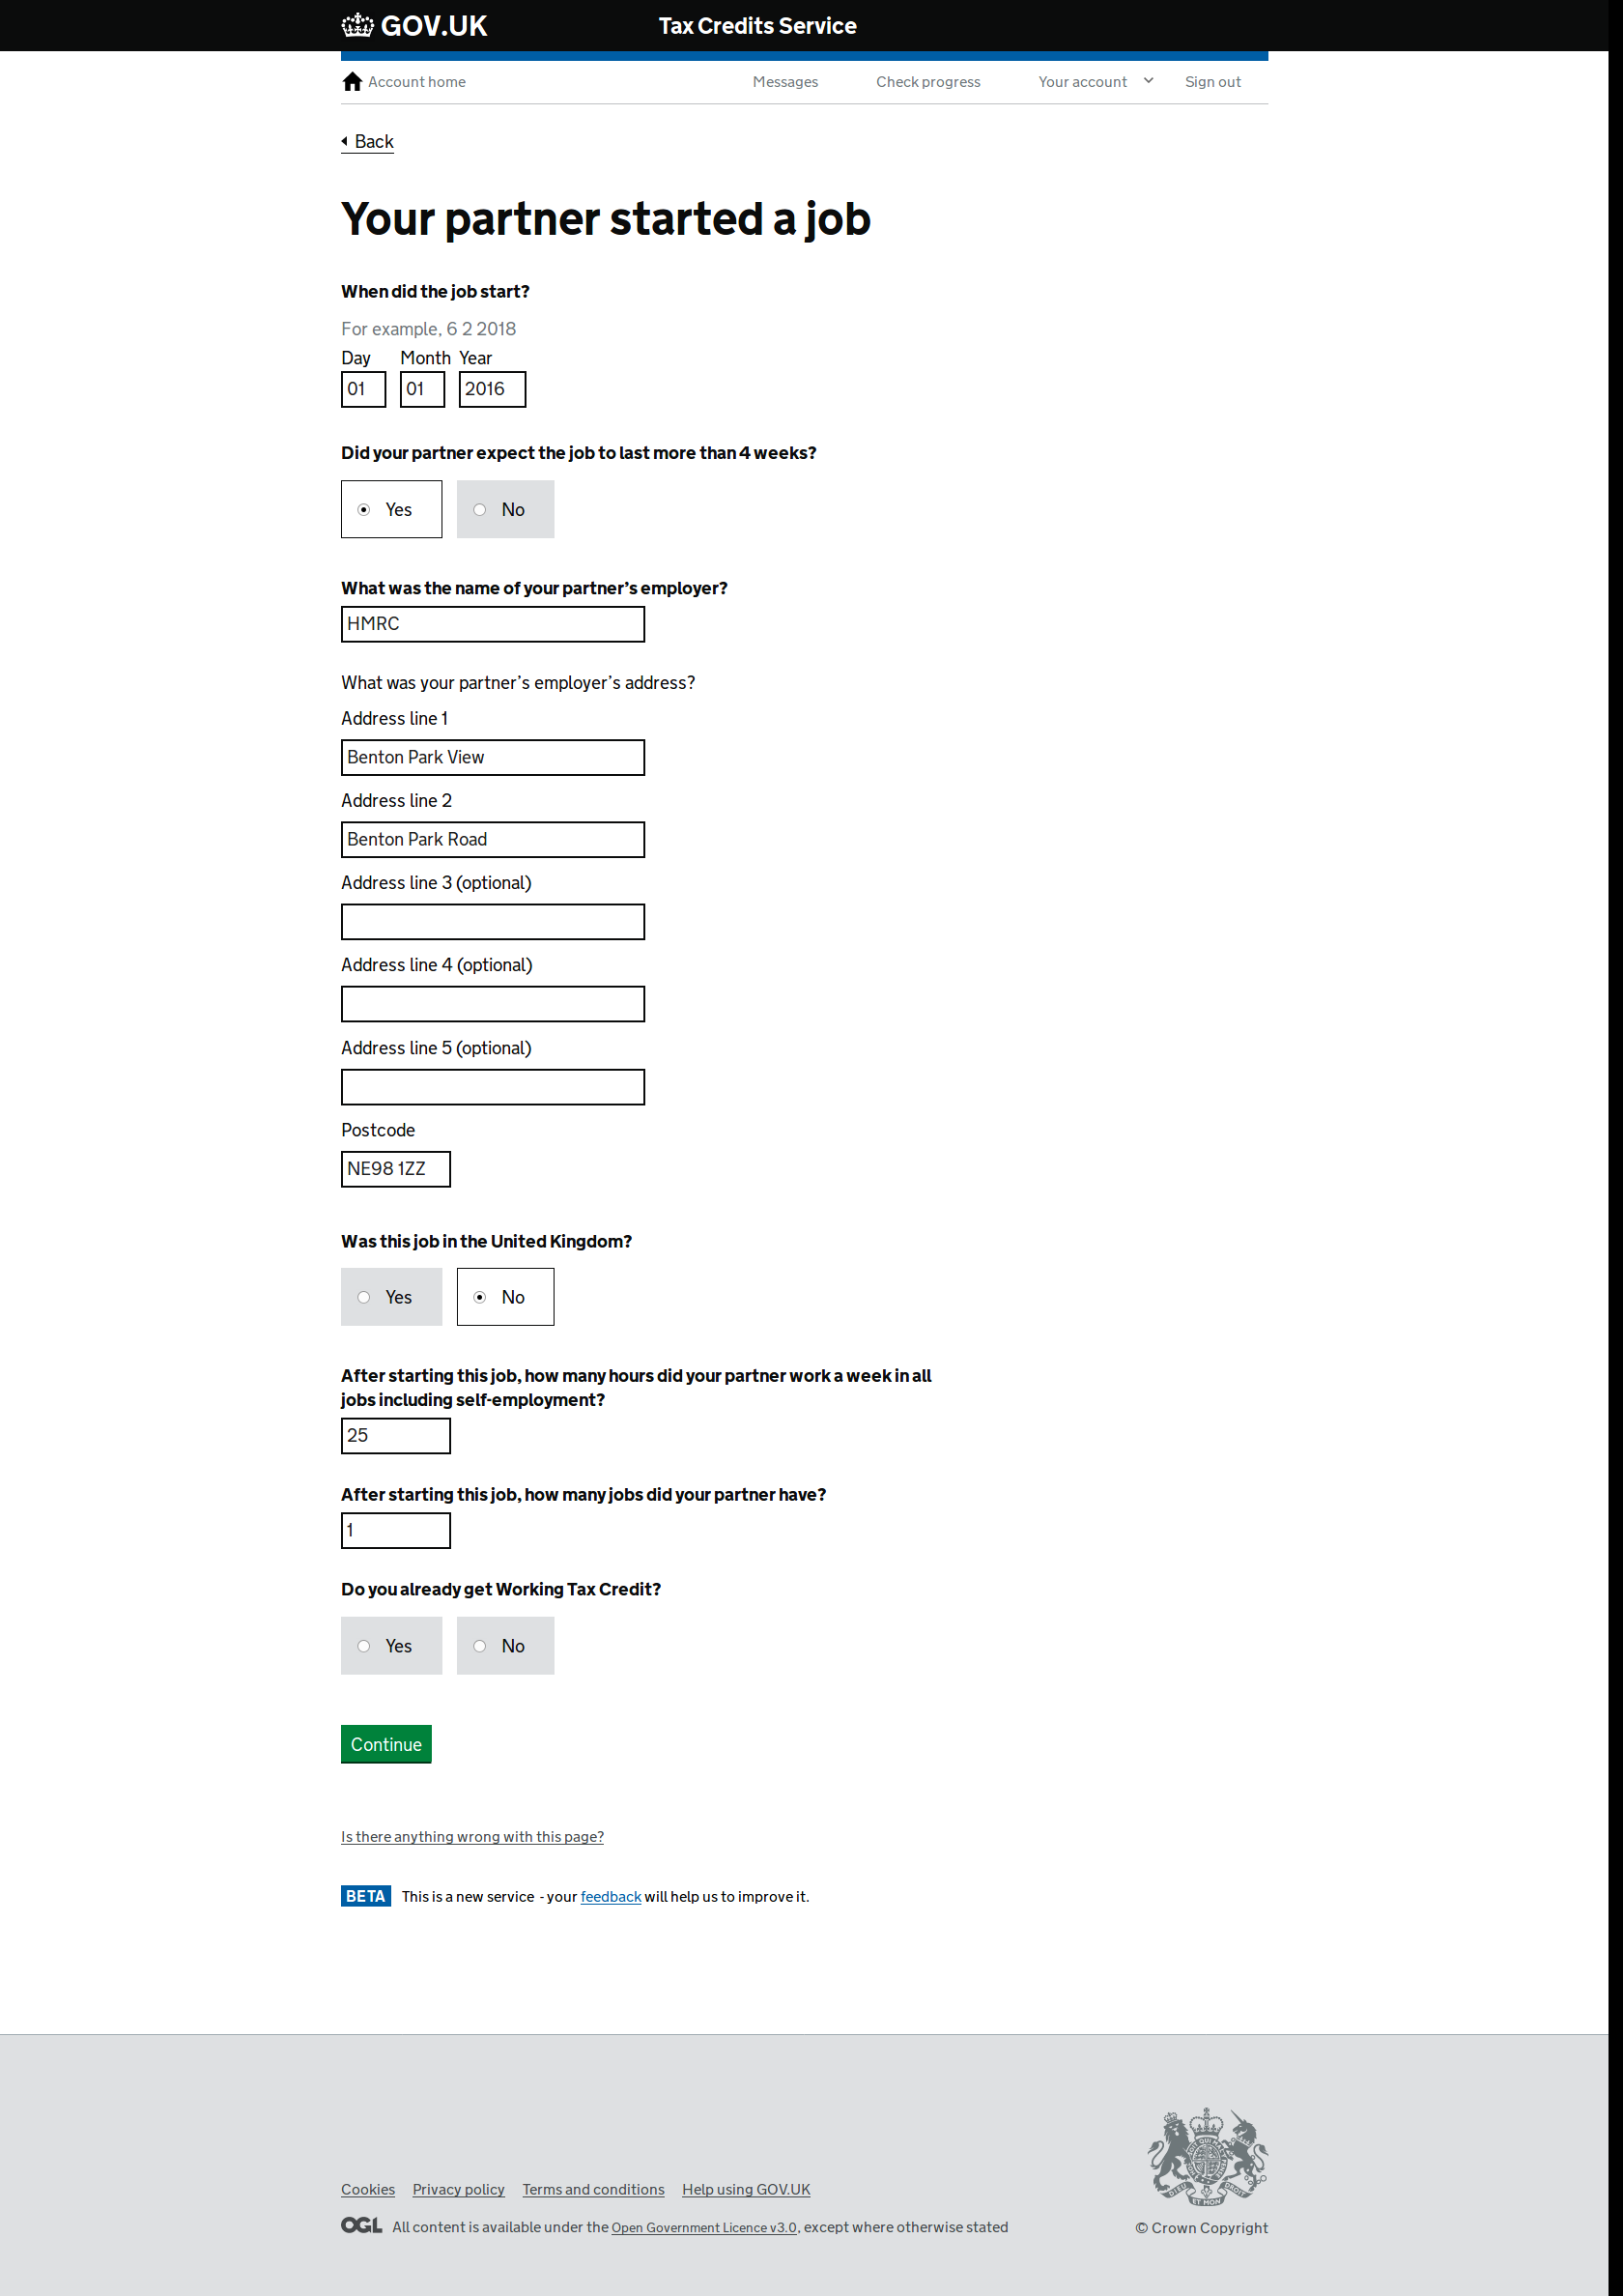 GOV.UK
Tax Credits Service
Account home
Messages
Check progress
Your account
Sign out
Back
Your partner started a job
When did the job start?
For example, 6 2 2018
Day Month Year
01 01 2016
Did your partner expect the job to last more than 4 weeks?
Yes No
What was the name of your partner’s employer?
HMRC
What was your partner’s employer’s address?
Address line 1
Benton Park View
Address line 2
Benton Park Road
Address line 3 (optional)
Address line 4 (optional)
Address line 5 (optional)
Postcode
NE98 1ZZ
Was this job in the United Kingdom?
Yes No
After starting this job, how many hours did your partner work a week in all
jobs including self-employment?
25
After starting this job, how many jobs did your partner have?
1
Do you already get Working Tax Credit?
Yes No
Continue
Is there anything wrong with this page?
BETA This is a new service - your feedback will help us to improve it.
Cookies Privacy policy Terms and conditions Help using GOV.UK
OGL All content is available under the Open Government Licence v3.0, except where otherwise stated
© Crown Copyright